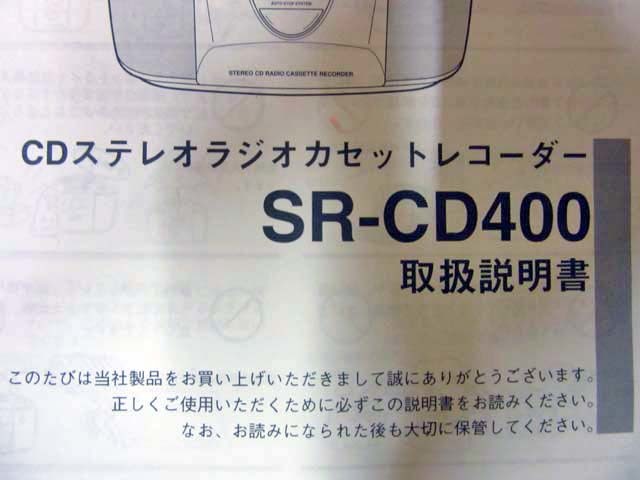 AUTO STOP SYSTEM
STEREO CD RADIO CASSETTE RECORDER
CDステレオラジオカセットレコーダー
SR-CD400
取扱説明書
このたびは当社製品をお買い上げいただきまして誠にありがとうございます。
正しくご使用いただくために必ずこの説明書をお読みください。
なお、お読みになられた後も大切に保管してください。